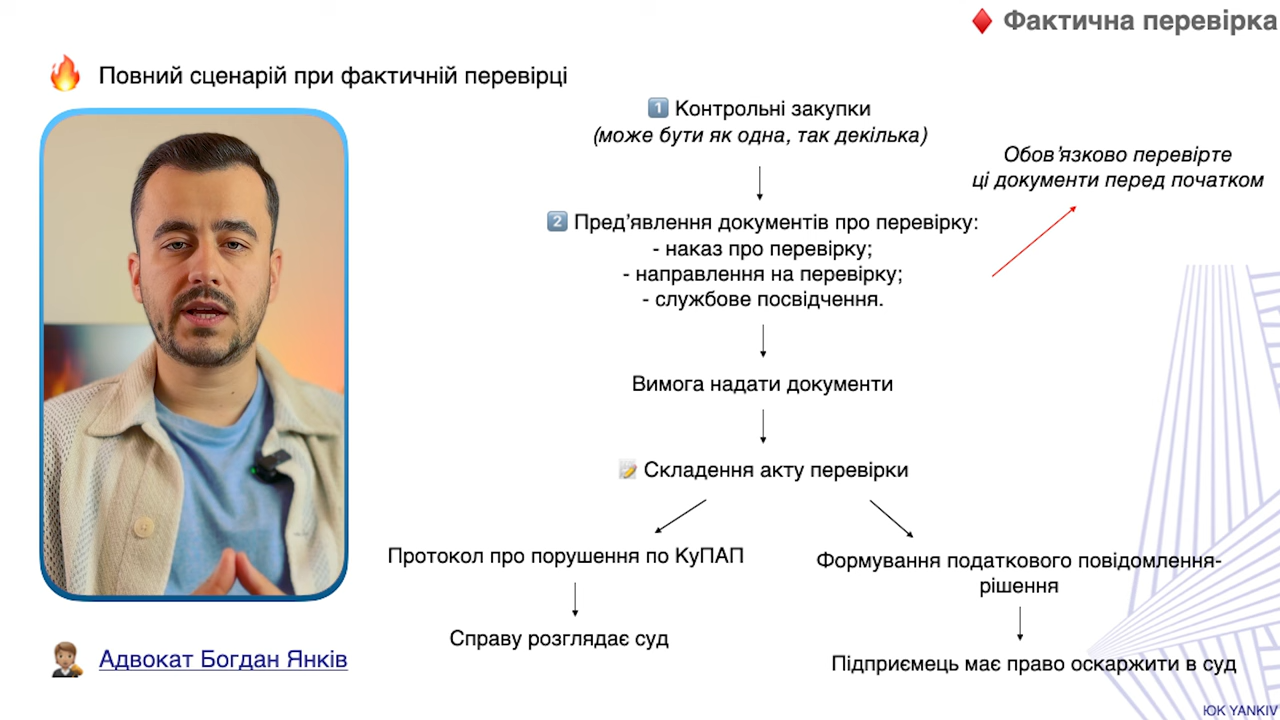 Фактична перевірка
Повний сценарій при фактичній перевірці
1 Контрольні закупки
(може бути як одна, так декілька)
Обов’язково перевірте
ці документи перед початком
2 Пред’явлення документів про перевірку:
- наказ про перевірку;
- направлення на перевірку;
- службове посвідчення.
Вимога надати документи
Складення акту перевірки
Протокол про порушення по КуПАП
Справу розглядає суд
Формування податкового повідомлення-
рішення
Підприємець має право оскаржити в суд
Адвокат Богдан Янків
ЮК YANKIV